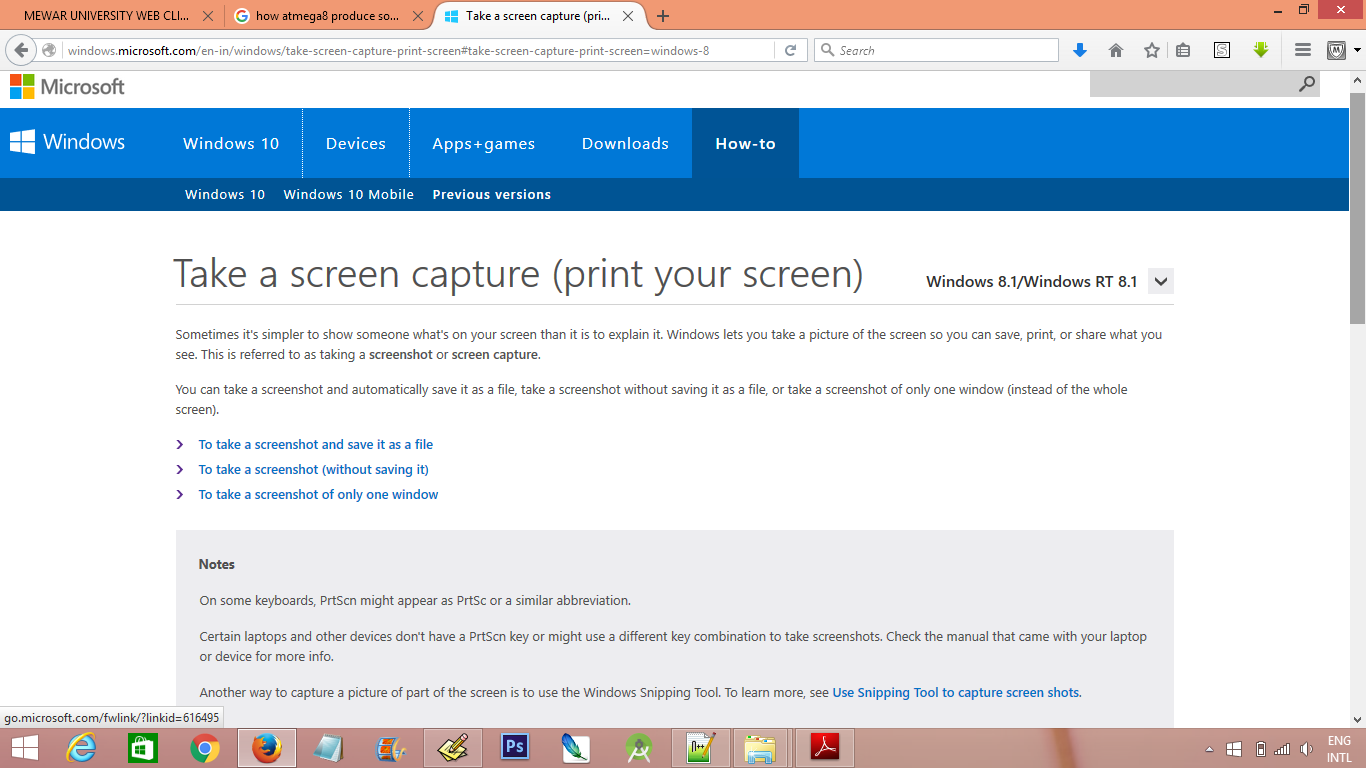 MEWAR UNIVERSITY WEB CLI...
how atmega8 produce so...
Take a screen capture (pri...
windows.microsoft.com/en-in/windows/take-screen-capture-print-screen#take-screen-capture-print-screen=windows-8
Search
Microsoft
Windows
Windows 10
Devices
Apps+games
Downloads
How-to
Windows 10
Windows 10 Mobile
Previous versions
Take a screen capture (print your screen)
Windows 8.1/Windows RT 8.1
Sometimes it's simpler to show someone what's on your screen than it is to explain it. Windows lets you take a picture of the screen so you can save, print, or share what you
see. This is referred to as taking a screenshot or screen capture.
You can take a screenshot and automatically save it as a file, take a screenshot without saving it as a file, or take a screenshot of only one window (instead of the whole
screen).
To take a screenshot and save it as a file
To take a screenshot (without saving it)
To take a screenshot of only one window
Notes
On some keyboards, PrtScn might appear as PrtSc or a similar abbreviation.
Certain laptops and other devices don't have a PrtScn key or might use a different key combination to take screenshots. Check the manual that came with your laptop
or device for more info.
Another way to capture a picture of part of the screen is to use the Windows Snipping Tool. To learn more, see Use Snipping Tool to capture screen shots.
go.microsoft.com/fwlink/?linkid=616495
Ps
ENG
INTL